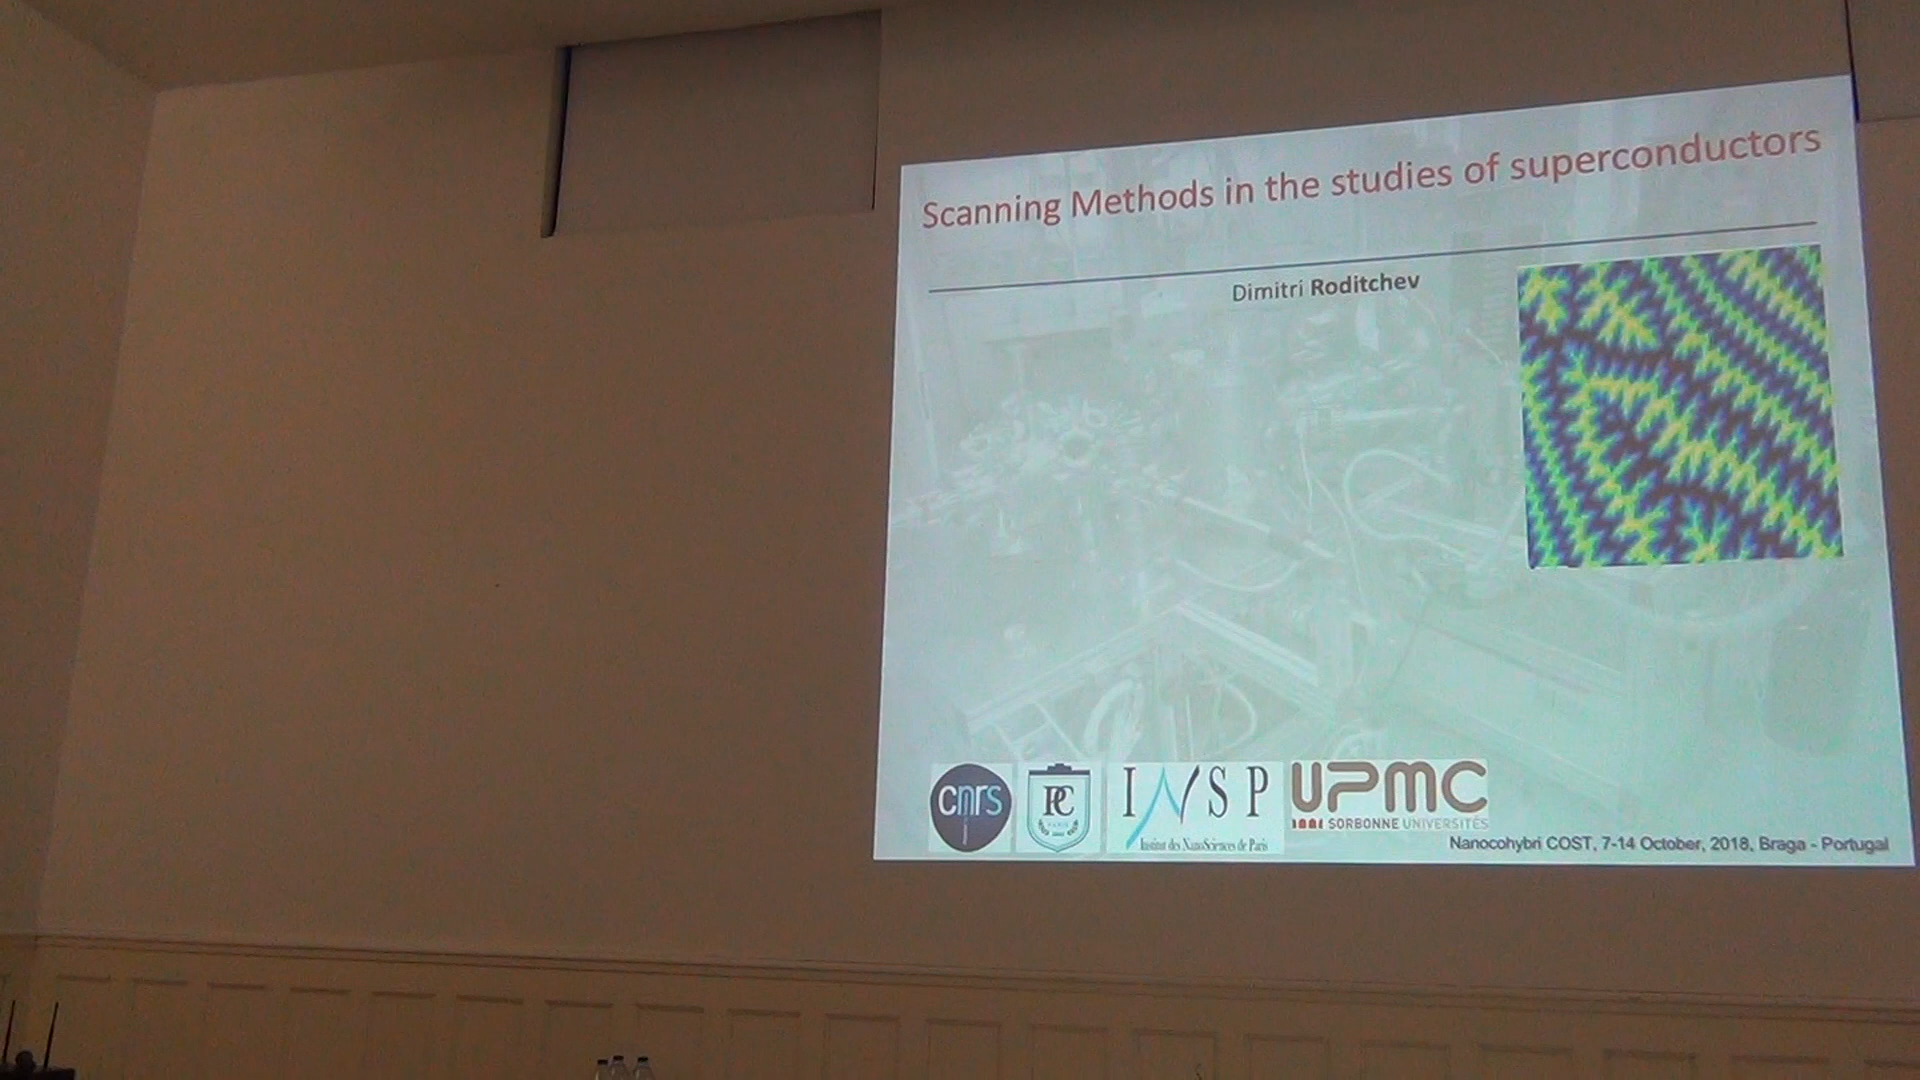 Scanning Methods in the studies of superconductors
Dimitri Roditchev
cnrs
PC
PARIS
INSP
Institut des NanoSciences de Paris
UPMC
SORBONNE UNIVERSITÉS
Nanocohybri COST, 7-14 October, 2018, Braga - Portugal